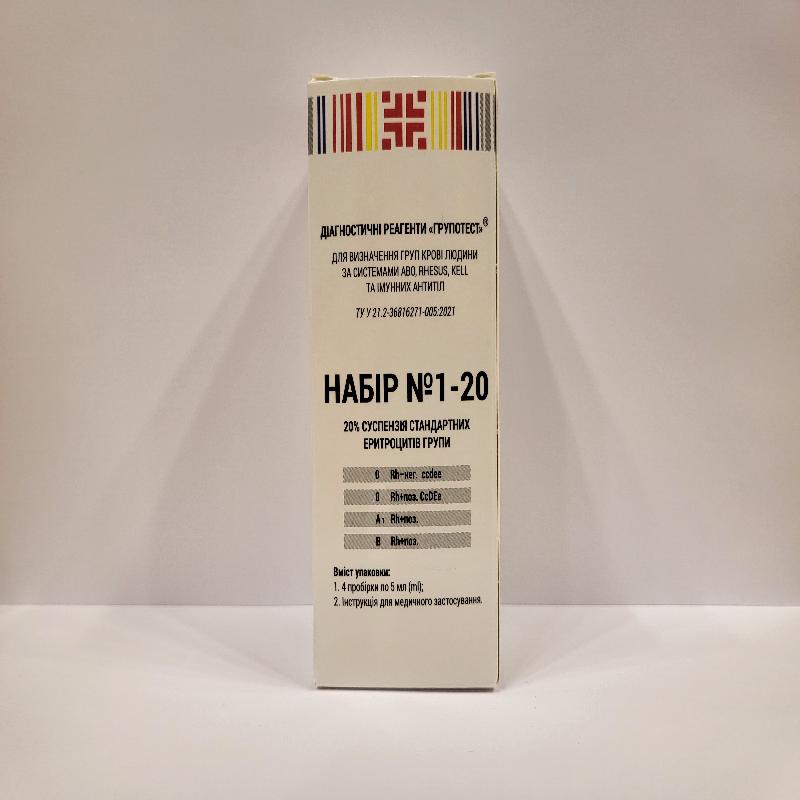 ДІАГНОСТИЧНІ РЕАГЕНТИ «ГРУПОТЕСТ»®
ДЛЯ ВИЗНАЧЕННЯ ГРУП КРОВІ ЛЮДИНИ
ЗА СИСТЕМАМИ АВО, RHESUS, KELL
ТА ІМУННИХ АНТИТІЛ
ТУ У 21.2-36816271-005:2021
НАБІР №1-20
20% СУСПЕНЗІЯ СТАНДАРТНИХ
ЕРИТРОЦИТІВ ГРУПИ
0 Rh-нег. ccdee
0 Rh+поз. CcDEe
A₁ Rh+поз.
B Rh+поз.
Вміст упаковки:
1. 4 пробірки по 5 мл (ml);
2. Інструкція для медичного застосування.